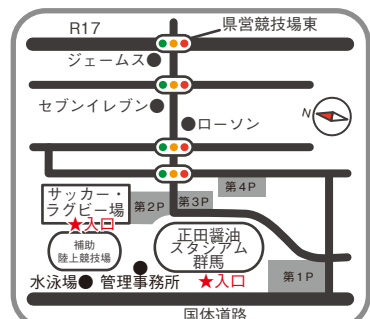 R17
県営競技場東
ジェームス
セブンイレブン
ローソン
N
第4P
サッカー・
ラグビー場
第2P
第3P
★入口
補助
陸上競技場
正田醤油
スタジアム
群馬
第1P
水泳場
管理事務所
★入口
国体道路